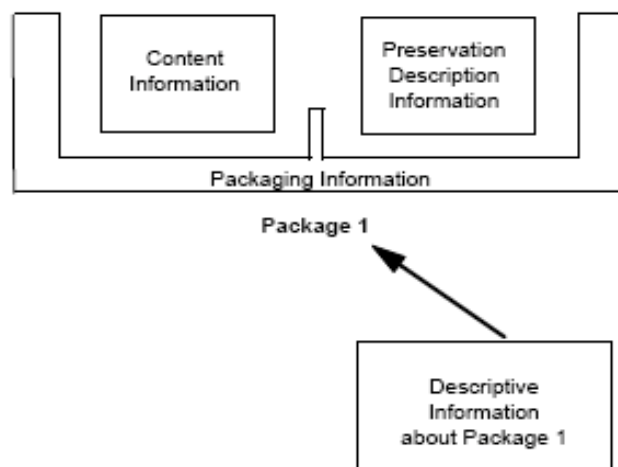 Content
Information
Preservation
Description
Information
Packaging Information
Package 1
Descriptive
Information
about Package 1